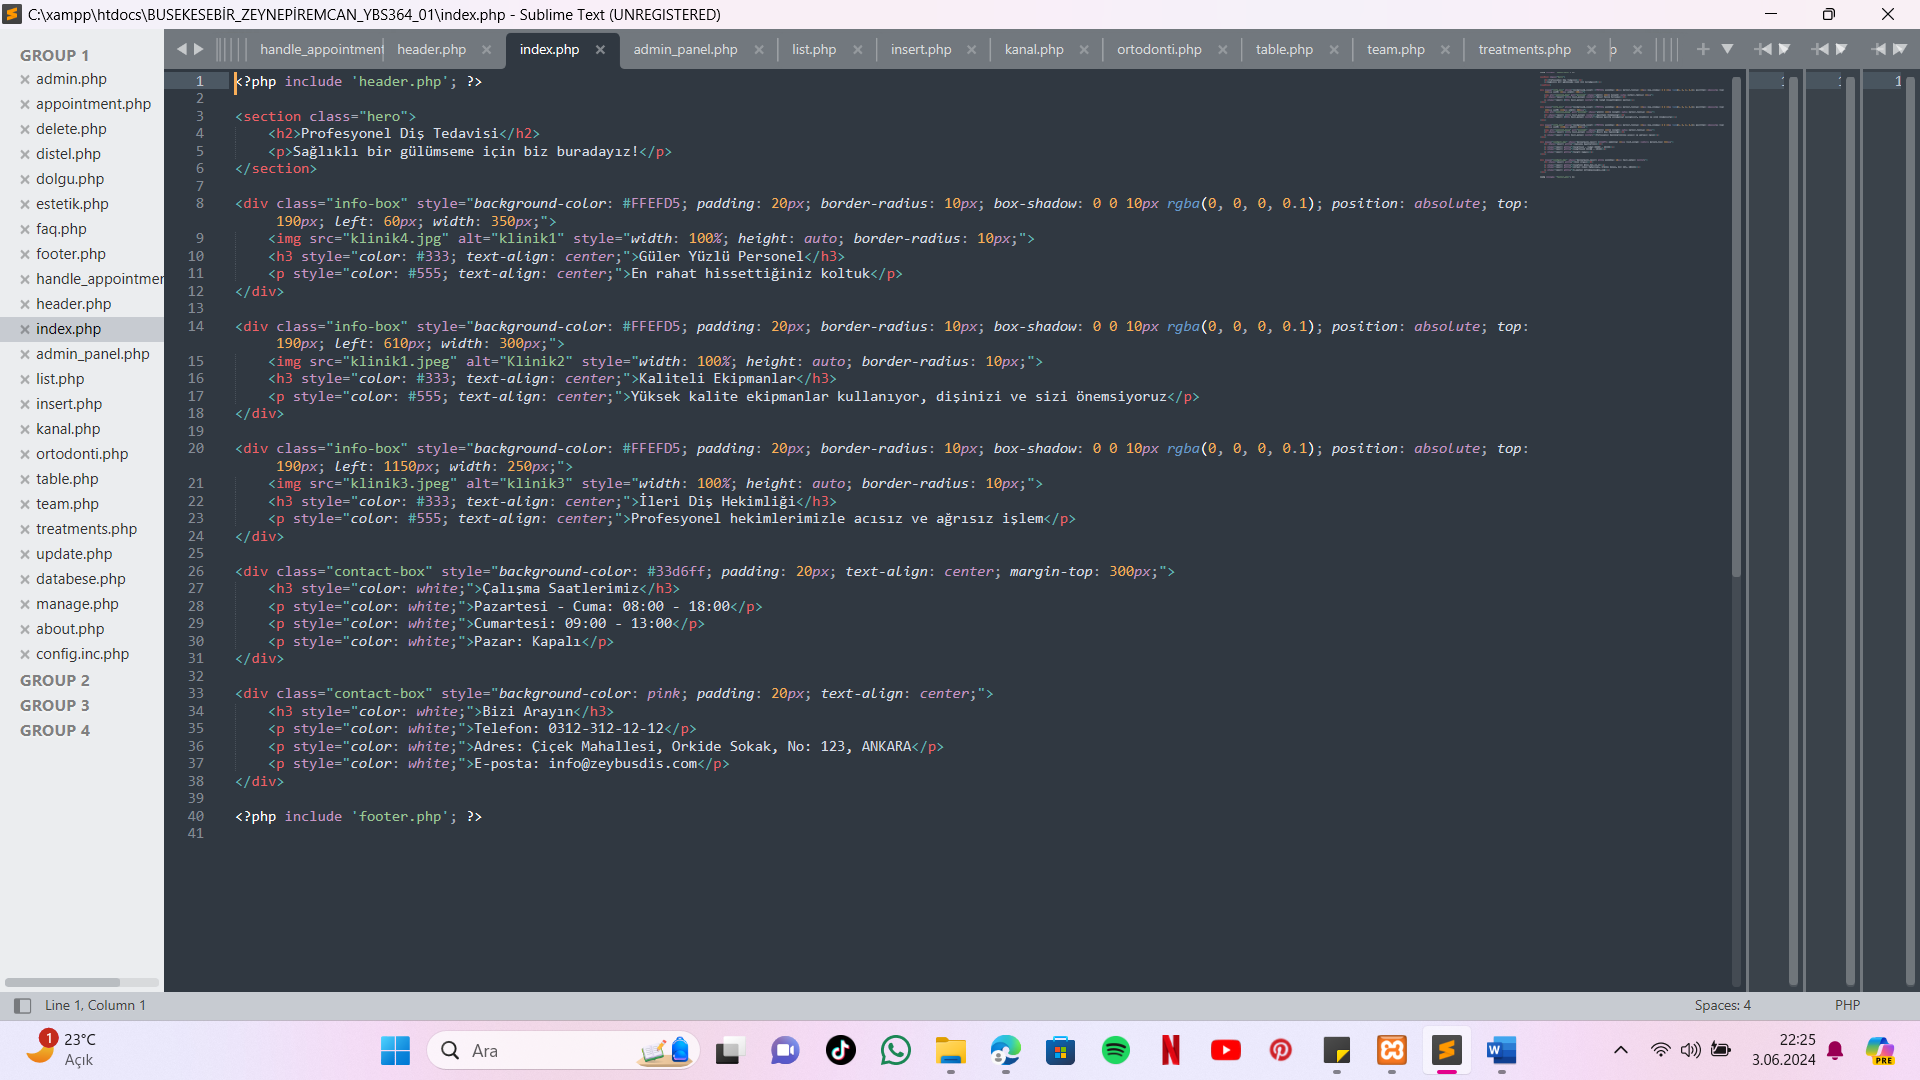 C:\xampp\htdocs\BUSEKESEBİR_ZEYNEPİREMCAN_YBS364_01\index.php - Sublime Text (UNREGISTERED)
GROUP 1
admin.php
appointment.php
delete.php
distel.php
dolgu.php
estetik.php
faq.php
footer.php
handle_appointmen
header.php
index.php
admin_panel.php
list.php
insert.php
kanal.php
ortodonti.php
table.php
team.php
treatments.php
update.php
databese.php
manage.php
about.php
config.inc.php
GROUP 2
GROUP 3
GROUP 4
handle_appointment header.php index.php admin_panel.php list.php insert.php kanal.php ortodonti.php table.php team.php treatments.php
1 <?php include 'header.php'; ?>
2
3 <section class="hero">
4 <h2>Profesyonel Diş Tedavisi</h2>
5 <p>Sağlıklı bir gülümseme için biz buradayız!</p>
6 </section>
7
8 <div class="info-box" style="background-color: #FFEFD5; padding: 20px; border-radius: 10px; box-shadow: 0 0 10px rgba(0, 0, 0, 0.1); position: absolute; top:
190px; left: 60px; width: 350px;">
9 <img src="klinik4.jpg" alt="klinik1" style="width: 100%; height: auto; border-radius: 10px;">
10 <h3 style="color: #333; text-align: center;">Güler Yüzlü Personel</h3>
11 <p style="color: #555; text-align: center;">En rahat hissettiğiniz koltuk</p>
12 </div>
13
14 <div class="info-box" style="background-color: #FFEFD5; padding: 20px; border-radius: 10px; box-shadow: 0 0 10px rgba(0, 0, 0, 0.1); position: absolute; top:
190px; left: 610px; width: 300px;">
15 <img src="klinik1.jpeg" alt="Klinik2" style="width: 100%; height: auto; border-radius: 10px;">
16 <h3 style="color: #333; text-align: center;">Kaliteli Ekipmanlar</h3>
17 <p style="color: #555; text-align: center;">Yüksek kalite ekipmanlar kullanıyor, dişinizi ve sizi önemsiyoruz</p>
18 </div>
19
20 <div class="info-box" style="background-color: #FFEFD5; padding: 20px; border-radius: 10px; box-shadow: 0 0 10px rgba(0, 0, 0, 0.1); position: absolute; top:
190px; left: 1150px; width: 250px;">
21 <img src="klinik3.jpeg" alt="klinik3" style="width: 100%; height: auto; border-radius: 10px;">
22 <h3 style="color: #333; text-align: center;">İleri Diş Hekimliği</h3>
23 <p style="color: #555; text-align: center;">Profesyonel hekimlerimizle acısız ve ağrısız işlem</p>
24 </div>
25
26 <div class="contact-box" style="background-color: #33d6ff; padding: 20px; text-align: center; margin-top: 300px;">
27 <h3 style="color: white;">Çalışma Saatlerimiz</h3>
28 <p style="color: white;">Pazartesi - Cuma: 08:00 - 18:00</p>
29 <p style="color: white;">Cumartesi: 09:00 - 13:00</p>
30 <p style="color: white;">Pazar: Kapalı</p>
31 </div>
32
33 <div class="contact-box" style="background-color: pink; padding: 20px; text-align: center;">
34 <h3 style="color: white;">Bizi Arayın</h3>
35 <p style="color: white;">Telefon: 0312-312-12-12</p>
36 <p style="color: white;">Adres: Çiçek Mahallesi, Orkide Sokak, No: 123, ANKARA</p>
37 <p style="color: white;">E-posta: info@zeybusdis.com</p>
38 </div>
39
40 <?php include 'footer.php'; ?>
41
1
Line 1, Column 1
Spaces: 4 PHP
1 23°C
Açık
Ara
PRE
22:25
3.06.2024